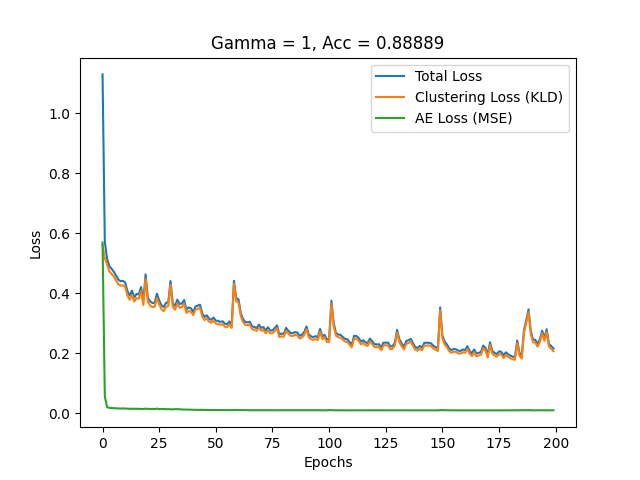 Gamma = 1, Acc = 0.88889
Total Loss
Clustering Loss (KLD)
AE Loss (MSE)
Loss
1.0
0.8
0.6
0.4
0.2
0.0
0 25 50 75 100 125 150 175 200
Epochs